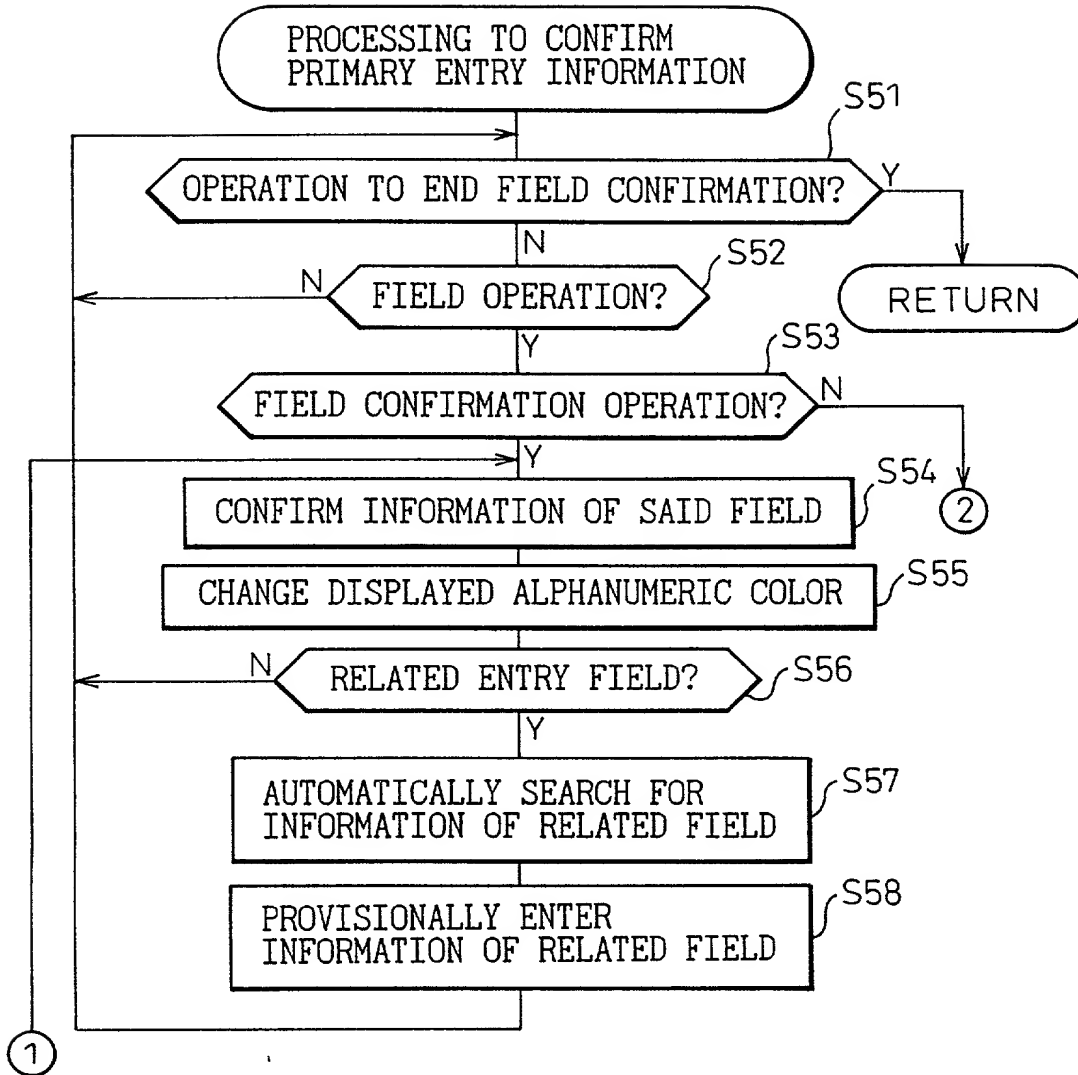 PROCESSING TO CONFIRM
PRIMARY ENTRY INFORMATION
S51
OPERATION TO END FIELD CONFIRMATION?
Y
N
S52
N
FIELD OPERATION?
RETURN
Y
S53
FIELD CONFIRMATION OPERATION?
N
Y
S54
CONFIRM INFORMATION OF SAID FIELD
2
S55
CHANGE DISPLAYED ALPHANUMERIC COLOR
N
RELATED ENTRY FIELD?
S56
Y
S57
AUTOMATICALLY SEARCH FOR
INFORMATION OF RELATED FIELD
S58
PROVISIONALLY ENTER
INFORMATION OF RELATED FIELD
1